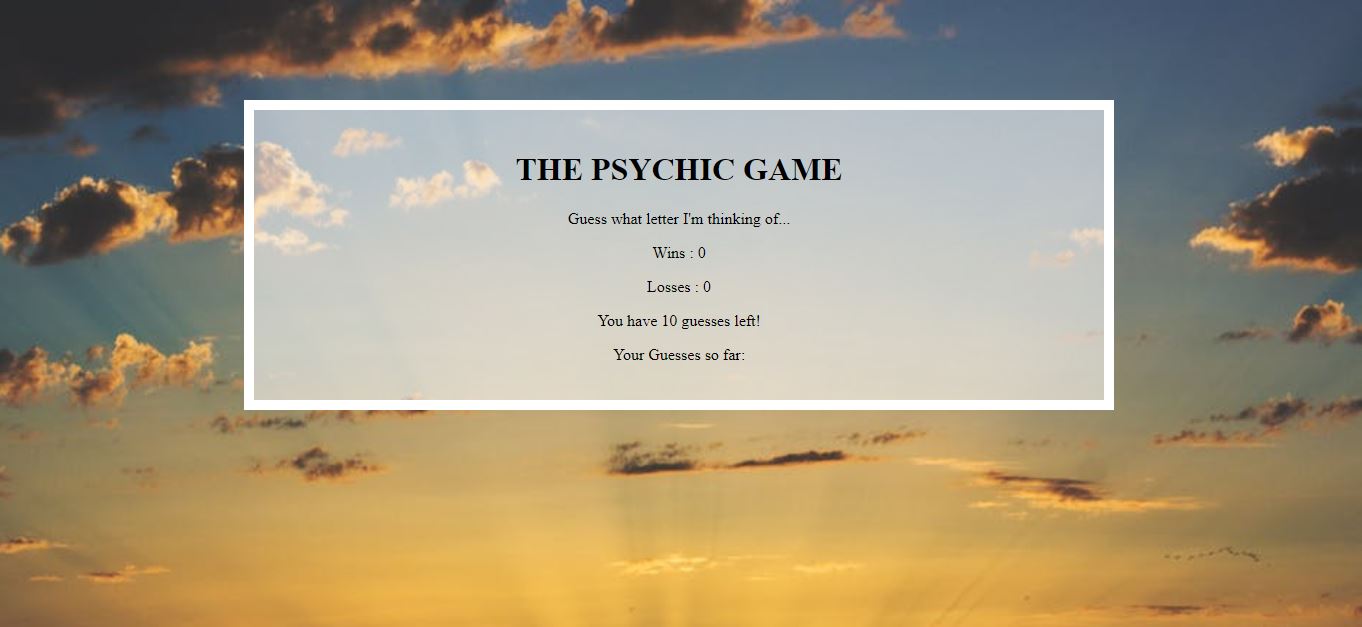 THE PSYCHIC GAME
Guess what letter I'm thinking of...
Wins : 0
Losses : 0
You have 10 guesses left!
Your Guesses so far: